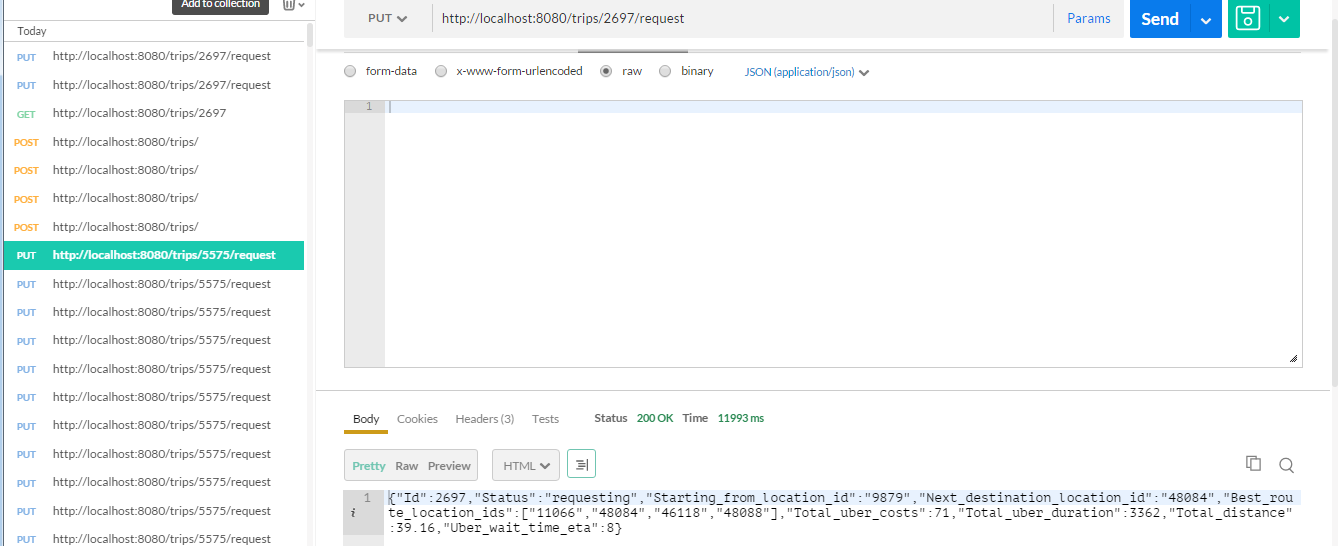 Add to collection
Today
PUT http://localhost:8080/trips/2697/request
PUT http://localhost:8080/trips/2697/request
GET http://localhost:8080/trips/2697
POST http://localhost:8080/trips/
POST http://localhost:8080/trips/
POST http://localhost:8080/trips/
POST http://localhost:8080/trips/
PUT http://localhost:8080/trips/5575/request
PUT http://localhost:8080/trips/5575/request
PUT http://localhost:8080/trips/5575/request
PUT http://localhost:8080/trips/5575/request
PUT http://localhost:8080/trips/5575/request
PUT http://localhost:8080/trips/5575/request
PUT http://localhost:8080/trips/5575/request
PUT http://localhost:8080/trips/5575/request
PUT http://localhost:8080/trips/5575/request
PUT http://localhost:8080/trips/5575/request
PUT http://localhost:8080/trips/5575/request
PUT http://localhost:8080/trips/2697/request Params Send
form-data x-www-form-urlencoded raw binary JSON (application/json)
1
Body Cookies Headers (3) Tests Status 200 OK Time 11993 ms
Pretty Raw Preview HTML
1 {"Id":2697,"Status":"requesting","Starting_from_location_id":"9879","Next_destination_location_id":"48084","Best_rou
i te_location_ids":["11066","48084","46118","48088"],"Total_uber_costs":71,"Total_uber_duration":3362,"Total_distance"
:39.16,"Uber_wait_time_eta":8}